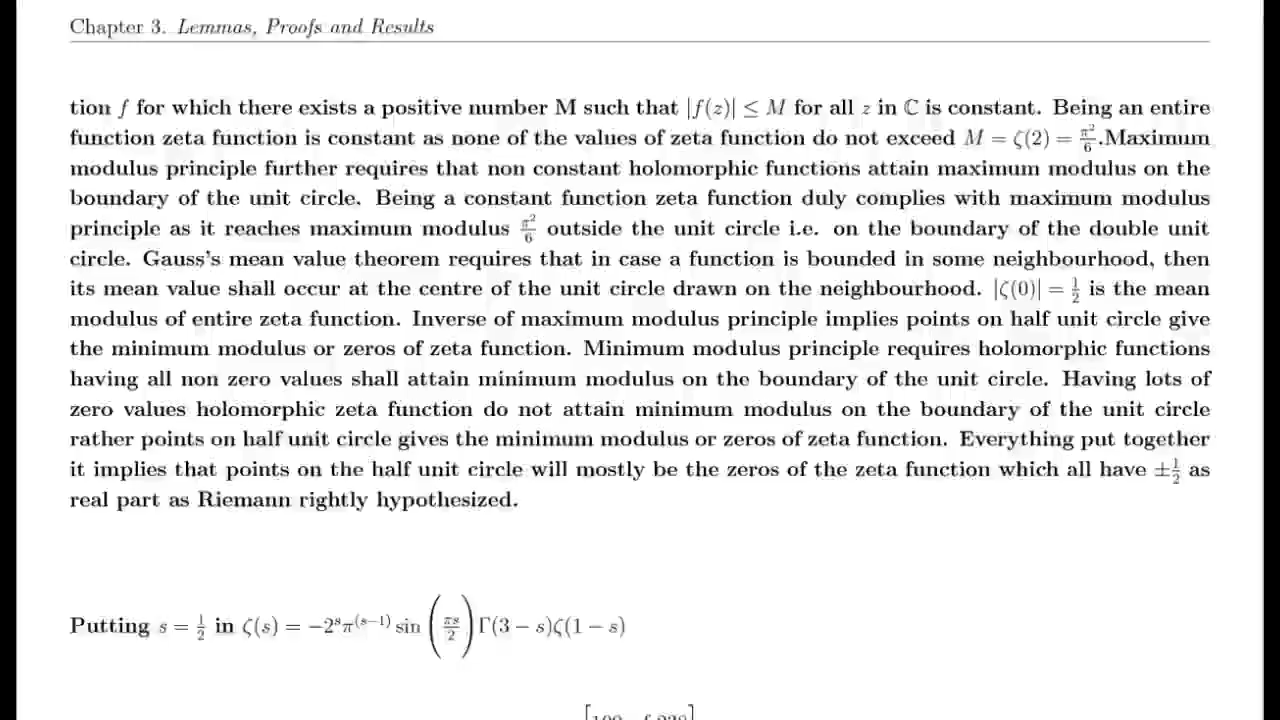 Chapter 3. Lemmas, Proofs and Results
tion f for which there exists a positive number M such that |f(z)| ≤ M for all z in ℂ is constant. Being an entire
function zeta function is constant as none of the values of zeta function do not exceed M = ζ(2) = π²/6.Maximum
modulus principle further requires that non constant holomorphic functions attain maximum modulus on the
boundary of the unit circle. Being a constant function zeta function duly complies with maximum modulus
principle as it reaches maximum modulus π²/6 outside the unit circle i.e. on the boundary of the double unit
circle. Gauss's mean value theorem requires that in case a function is bounded in some neighbourhood, then
its mean value shall occur at the centre of the unit circle drawn on the neighbourhood. |ζ(0)| = 1/2 is the mean
modulus of entire zeta function. Inverse of maximum modulus principle implies points on half unit circle give
the minimum modulus or zeros of zeta function. Minimum modulus principle requires holomorphic functions
having all non zero values shall attain minimum modulus on the boundary of the unit circle. Having lots of
zero values holomorphic zeta function do not attain minimum modulus on the boundary of the unit circle
rather points on half unit circle gives the minimum modulus or zeros of zeta function. Everything put together
it implies that points on the half unit circle will mostly be the zeros of the zeta function which all have ±1/2 as
real part as Riemann rightly hypothesized.
Putting s = 1/2 in ζ(s) = −2ˢπ⁽ˢ⁻¹⁾ sin(πs/2)Γ(3 − s)ζ(1 − s)